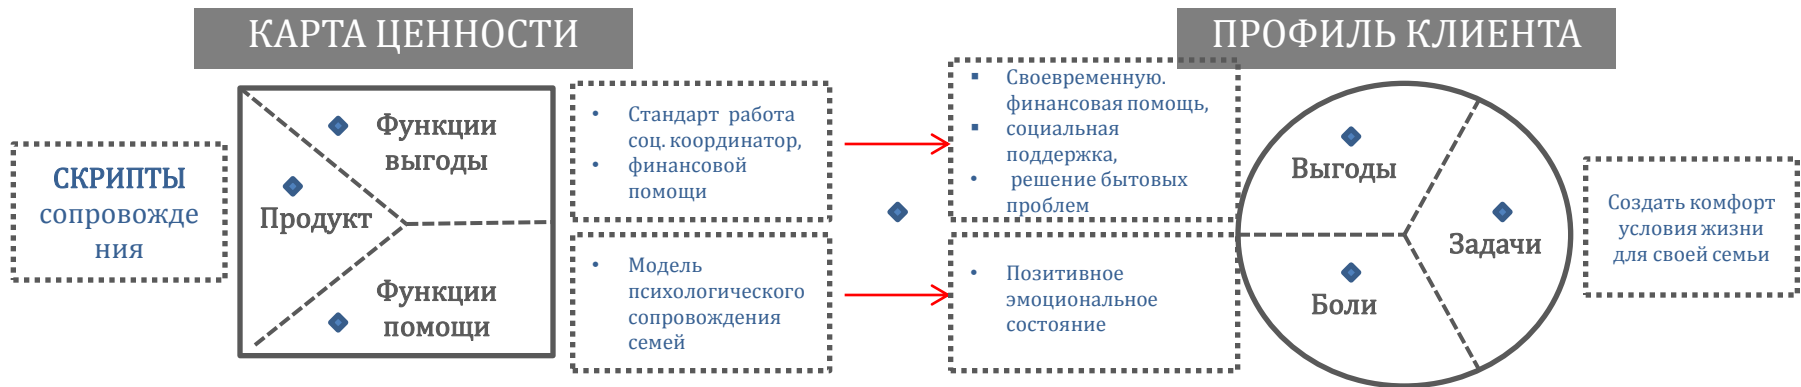 КАРТА ЦЕННОСТИ
ПРОФИЛЬ КЛИЕНТА
СКРИПТЫ
сопровожде
ния
Функции
выгоды
Продукт
Функции
помощи
• Стандарт работа
соц. координатор,
• финансовой
помощи
• Модель
психологического
сопровождения
семей
▪ Своевременную.
финансовая помощь,
▪ социальная
поддержка,
• решение бытовых
проблем
• Позитивное
эмоциональное
состояние
Выгоды
Задачи
Боли
Создать комфорт
условия жизни
для своей семьи